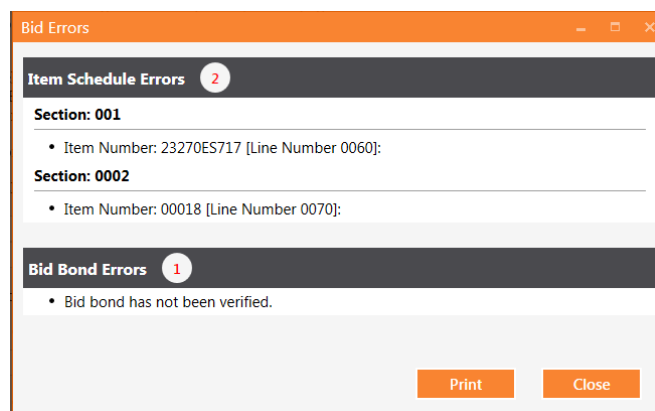 Bid Errors
Item Schedule Errors 2
Section: 001
• Item Number: 23270ES717 [Line Number 0060]:
Section: 0002
• Item Number: 00018 [Line Number 0070]:
Bid Bond Errors 1
• Bid bond has not been verified.
Print Close